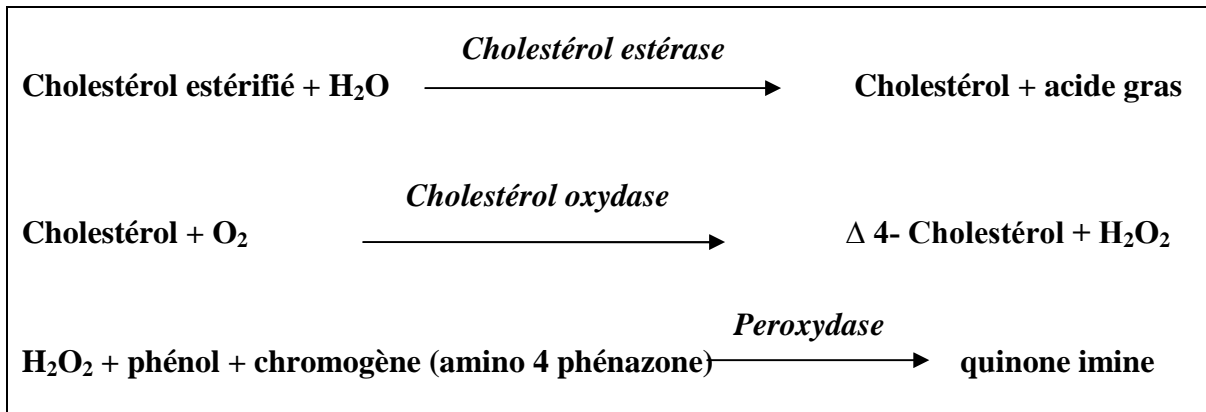 Cholestérol estérase
Cholestérol estérifié + H₂O Cholestérol + acide gras
Cholestérol oxydase
Cholestérol + O₂ Δ 4- Cholestérol + H₂O₂
Peroxydase
H₂O₂ + phénol + chromogène (amino 4 phénazone) quinone imine